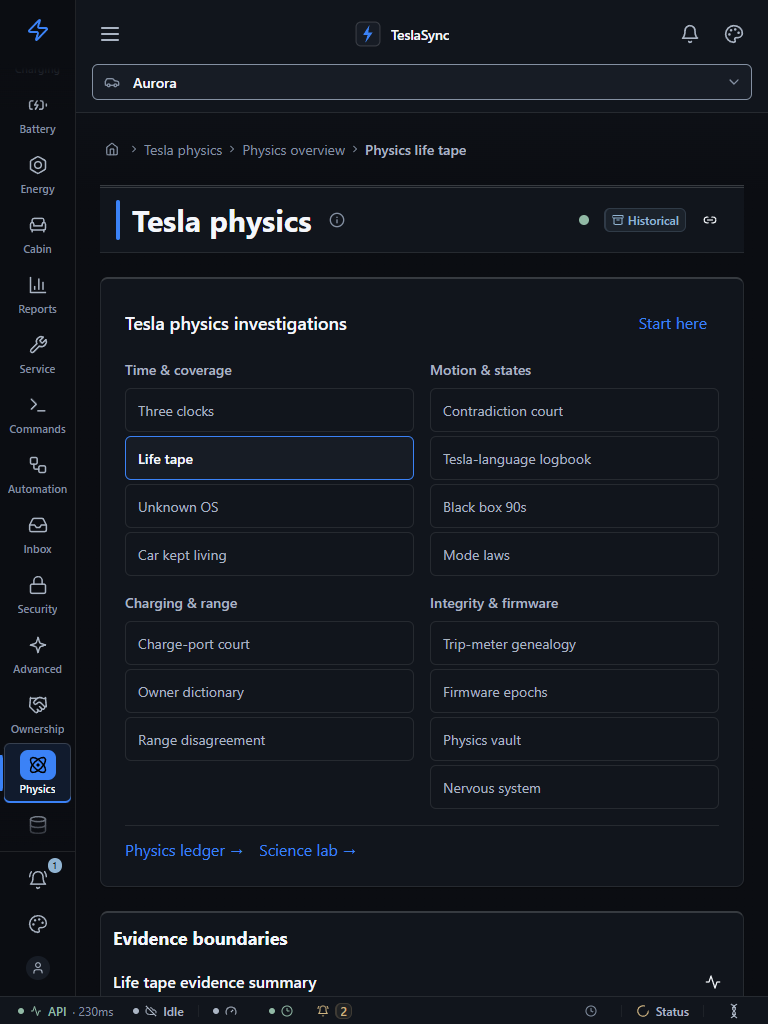 TeslaSync
Aurora
Charging
Battery
Energy
Cabin
Reports
Service
Commands
Automation
Inbox
Security
Advanced
Ownership
Physics
1
Tesla physics > Physics overview > Physics life tape
Tesla physics
Historical
Tesla physics investigations
Start here
Time & coverage
Three clocks
Life tape
Unknown OS
Car kept living
Motion & states
Contradiction court
Tesla-language logbook
Black box 90s
Mode laws
Charging & range
Charge-port court
Owner dictionary
Range disagreement
Integrity & firmware
Trip-meter genealogy
Firmware epochs
Physics vault
Nervous system
Physics ledger →
Science lab →
Evidence boundaries
Life tape evidence summary
API · 230ms
Idle
2
Status